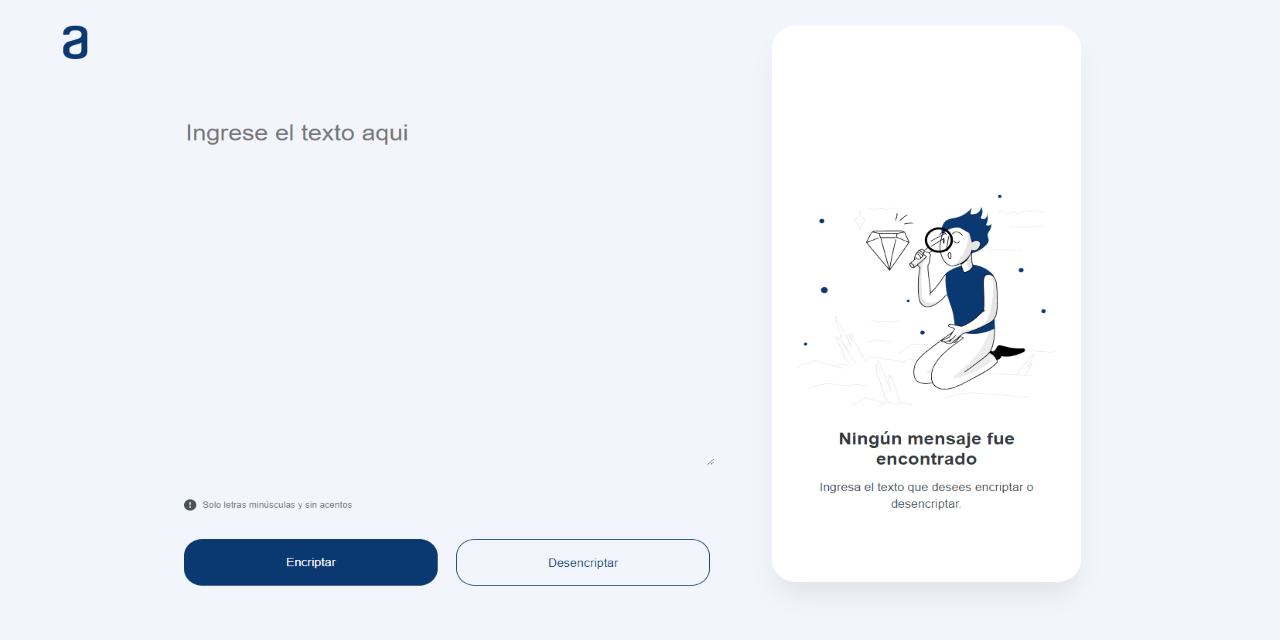 a
Ingrese el texto aqui
Solo letras minúsculas y sin acentos
Encriptar
Desencriptar
Ningún mensaje fue
encontrado
Ingresa el texto que desees encriptar o
desencriptar.